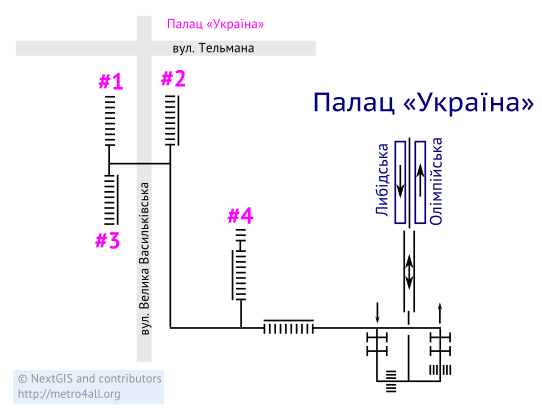 Палац «Україна»
вул. Тельмана
#1
#2
Палац «Україна»
Либідська
Олімпійська
вул. Велика Васильківська
#3
#4
© NextGIS and contributors
http://metro4all.org